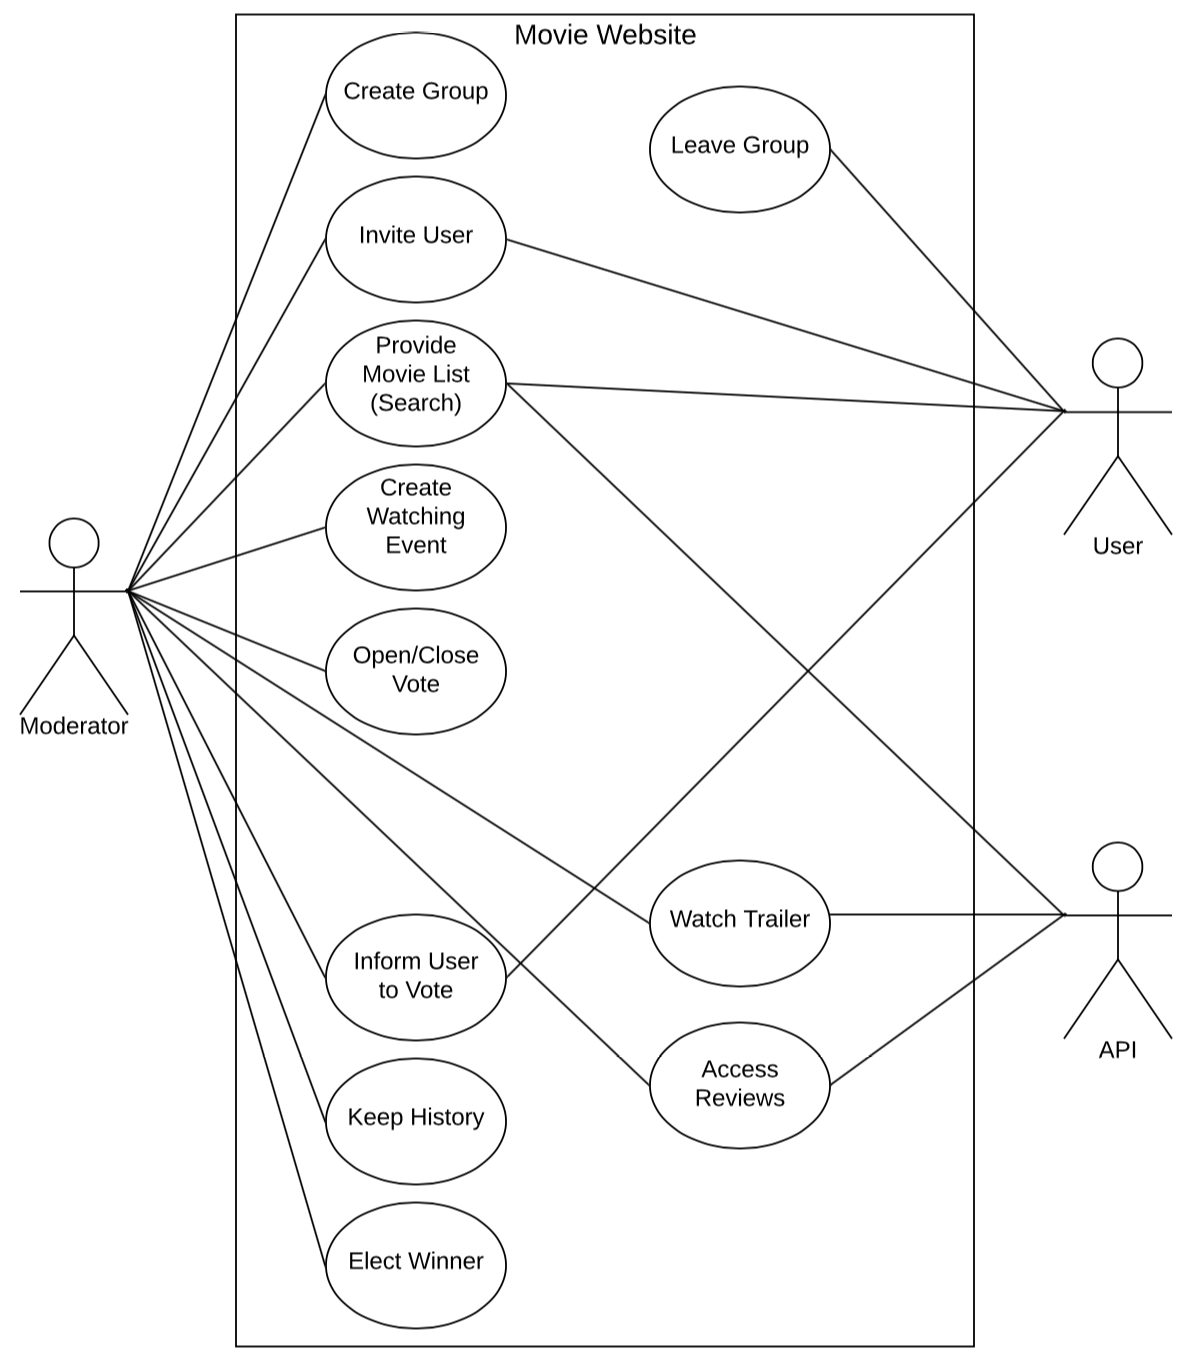 Movie Website
Create Group
Leave Group
Invite User
Provide
Movie List
(Search)
Create
Watching
Event
User
Open/Close
Vote
Moderator
Watch Trailer
Inform User
to Vote
API
Access
Reviews
Keep History
Elect Winner